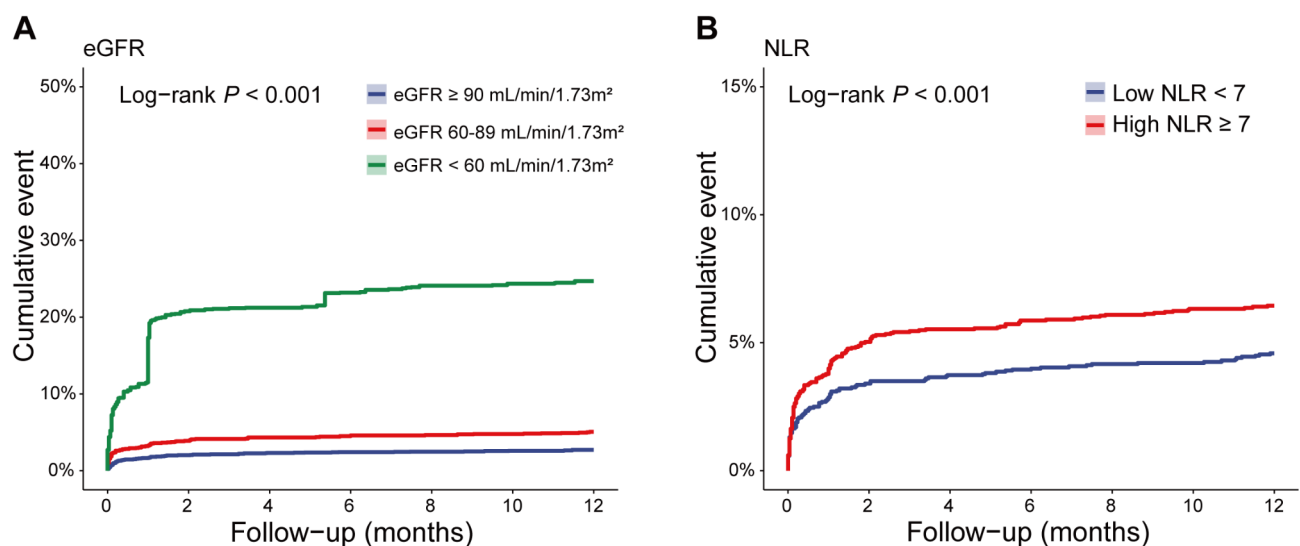 A
eGFR
Cumulative event
50%
40%
30%
20%
10%
0%
Log−rank P < 0.001
eGFR ≥ 90 mL/min/1.73m²
eGFR 60-89 mL/min/1.73m²
eGFR < 60 mL/min/1.73m²
0 2 4 6 8 10 12
Follow−up (months)
B
NLR
Cumulative event
15%
10%
5%
0%
Log−rank P < 0.001
Low NLR < 7
High NLR ≥ 7
0 2 4 6 8 10 12
Follow−up (months)